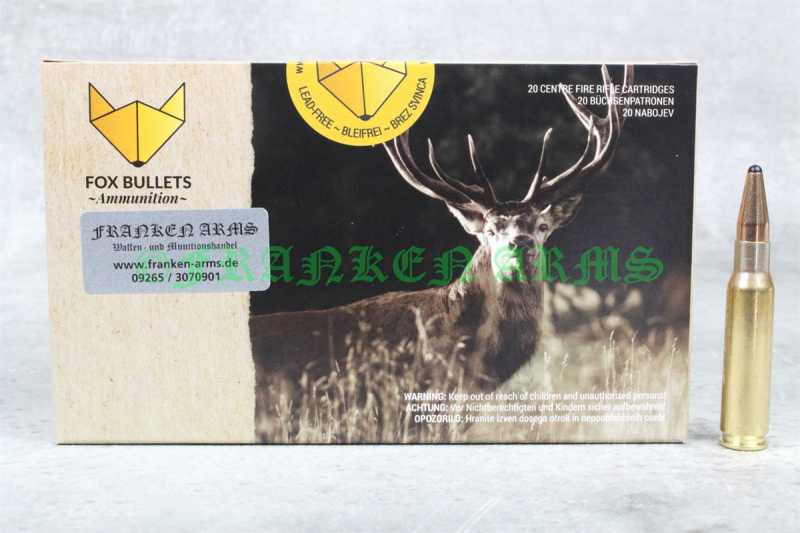 FOX BULLETS
~Ammunition~
FRANKEN ARMS
Waffen- und Munitionshandel
www.franken-arms.de
09265 / 3070901
LEAD-FREE ~ BLEIFREI ~ BREZ SVINCA
20 CENTRE FIRE RIFLE CARTRIDGES
20 BÜCHSENPATRONEN
20 NABOJEV
©FRANKEN ARMS
WARNING: Keep out of reach of children and unauthorized personal
ACHTUNG: Vor Nichtberechtigten und Kindern sicher aufbewahren!
OPOZORILO: Hranite izven dosega otrok in nepooblaščenih oseb!